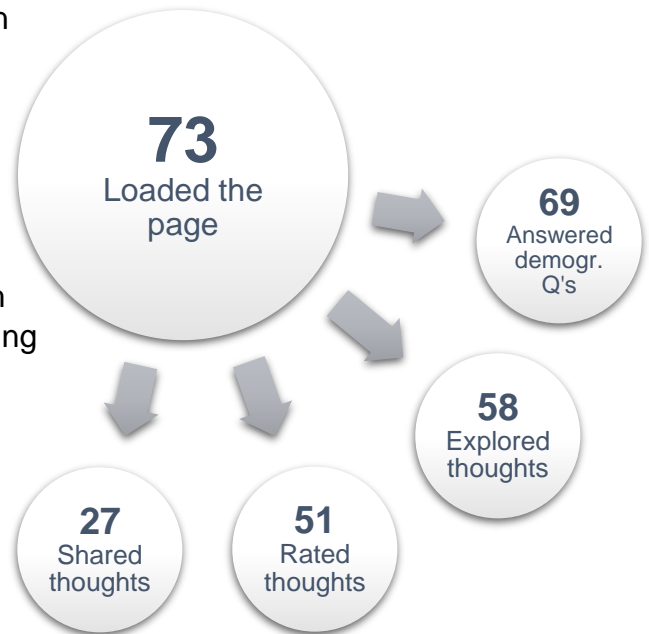 73
Loaded the
page
69
Answered
demogr.
Q's
58
Explored
thoughts
51
Rated
thoughts
27
Shared
thoughts